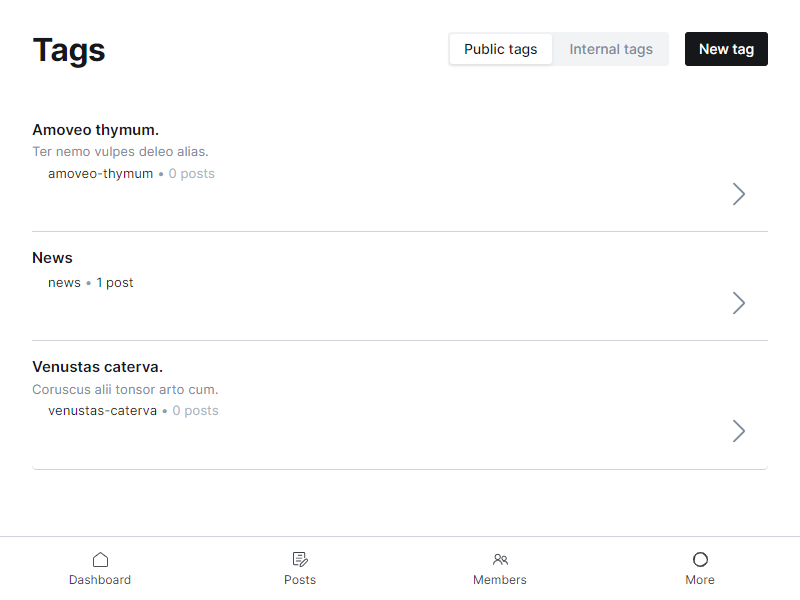 Tags
Public tags
Internal tags
New tag
Amoveo thymum.
Ter nemo vulpes deleo alias.
amoveo-thymum • 0 posts
News
news • 1 post
Venustas caterva.
Coruscus alii tonsor arto cum.
venustas-caterva • 0 posts
Dashboard
Posts
Members
More